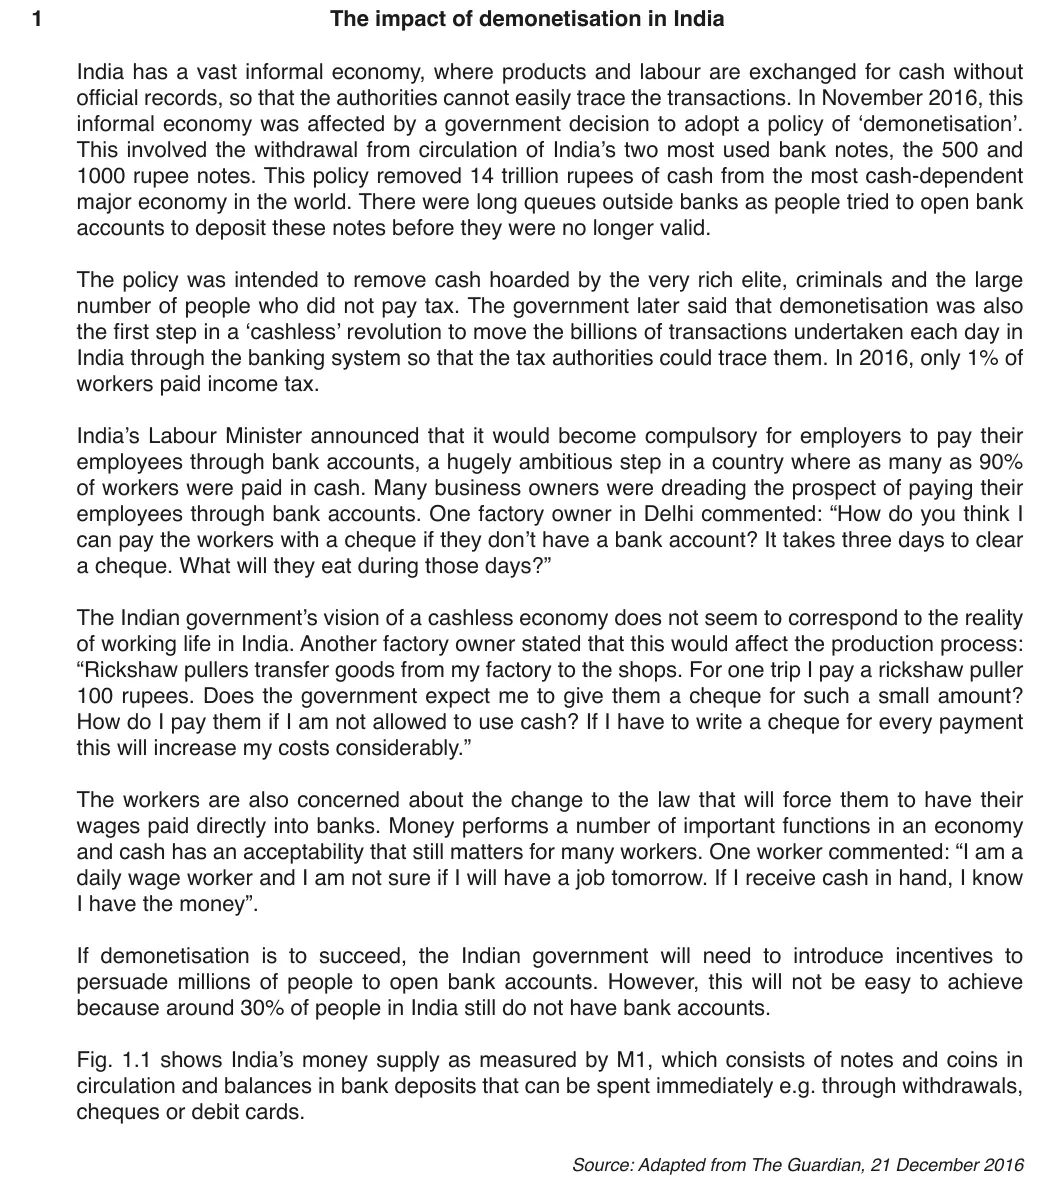 1 The impact of demonetisation in India
India has a vast informal economy, where products and labour are exchanged for cash without
official records, so that the authorities cannot easily trace the transactions. In November 2016, this
informal economy was affected by a government decision to adopt a policy of ‘demonetisation’.
This involved the withdrawal from circulation of India’s two most used bank notes, the 500 and
1000 rupee notes. This policy removed 14 trillion rupees of cash from the most cash-dependent
major economy in the world. There were long queues outside banks as people tried to open bank
accounts to deposit these notes before they were no longer valid.
The policy was intended to remove cash hoarded by the very rich elite, criminals and the large
number of people who did not pay tax. The government later said that demonetisation was also
the first step in a ‘cashless’ revolution to move the billions of transactions undertaken each day in
India through the banking system so that the tax authorities could trace them. In 2016, only 1% of
workers paid income tax.
India’s Labour Minister announced that it would become compulsory for employers to pay their
employees through bank accounts, a hugely ambitious step in a country where as many as 90%
of workers were paid in cash. Many business owners were dreading the prospect of paying their
employees through bank accounts. One factory owner in Delhi commented: “How do you think I
can pay the workers with a cheque if they don’t have a bank account? It takes three days to clear
a cheque. What will they eat during those days?”
The Indian government’s vision of a cashless economy does not seem to correspond to the reality
of working life in India. Another factory owner stated that this would affect the production process:
“Rickshaw pullers transfer goods from my factory to the shops. For one trip I pay a rickshaw puller
100 rupees. Does the government expect me to give them a cheque for such a small amount?
How do I pay them if I am not allowed to use cash? If I have to write a cheque for every payment
this will increase my costs considerably.”
The workers are also concerned about the change to the law that will force them to have their
wages paid directly into banks. Money performs a number of important functions in an economy
and cash has an acceptability that still matters for many workers. One worker commented: “I am a
daily wage worker and I am not sure if I will have a job tomorrow. If I receive cash in hand, I know
I have the money”.
If demonetisation is to succeed, the Indian government will need to introduce incentives to
persuade millions of people to open bank accounts. However, this will not be easy to achieve
because around 30% of people in India still do not have bank accounts.
Fig. 1.1 shows India’s money supply as measured by M1, which consists of notes and coins in
circulation and balances in bank deposits that can be spent immediately e.g. through withdrawals,
cheques or debit cards.
Source: Adapted from The Guardian, 21 December 2016